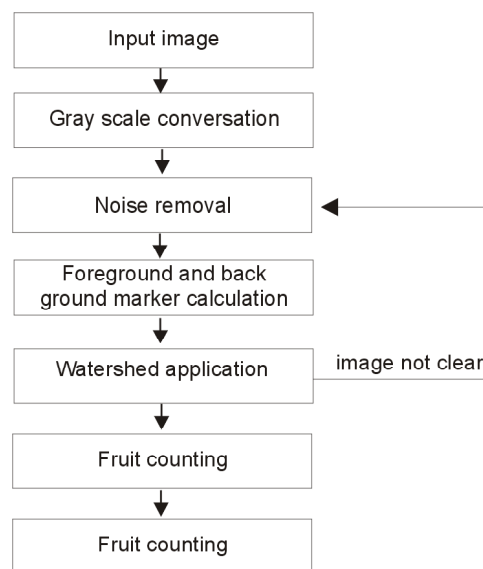 Input image
Gray scale conversation
Noise removal
Foreground and back
ground marker calculation
Watershed application
image not clear
Fruit counting
Fruit counting